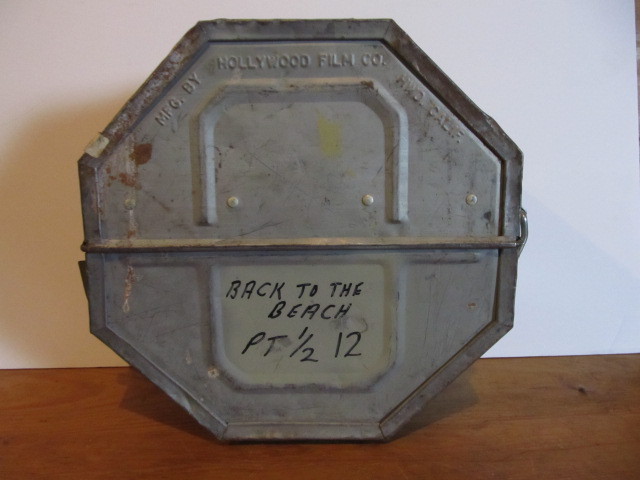 MFG. BY HOLLYWOOD FILM CO. HWD. CALIF.
BACK TO THE
BEACH
PT 1/2 12